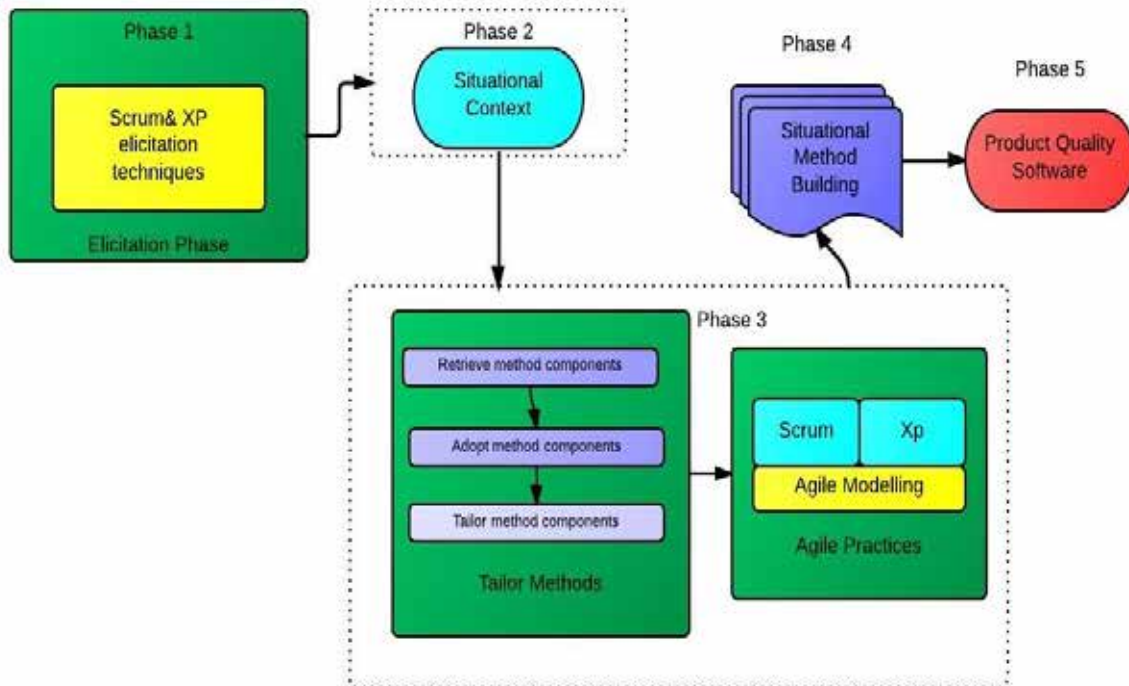 Phase 1
Scrum& XP
elicitation
techniques
Elicitation Phase
Phase 2
Situational
Context
Phase 3
Retrieve method components
Adopt method components
Tailor method components
Tailor Methods
Scrum
Xp
Agile Modelling
Agile Practices
Phase 4
Situational
Method
Building
Phase 5
Product Quality
Software